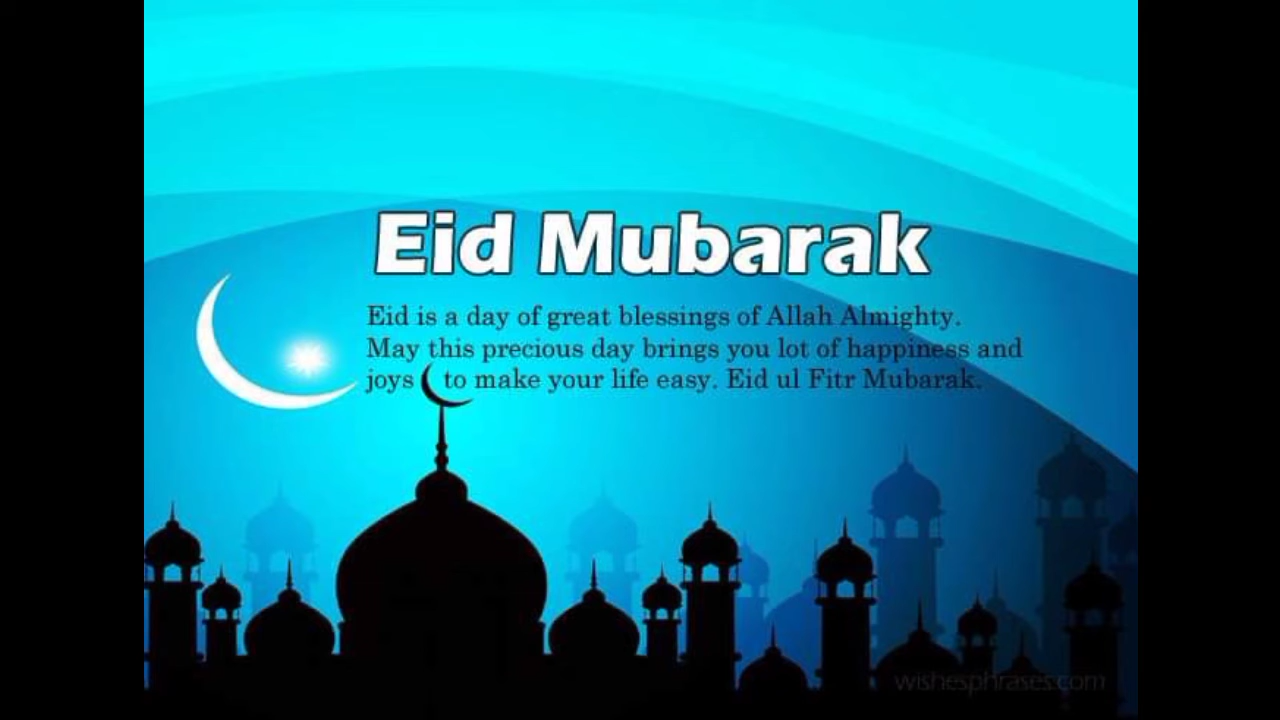 Eid Mubarak
Eid is a day of great blessings of Allah Almighty.
May this precious day brings you lot of happiness and
joys to make your life easy. Eid ul Fitr Mubarak.
wishesphrases.com